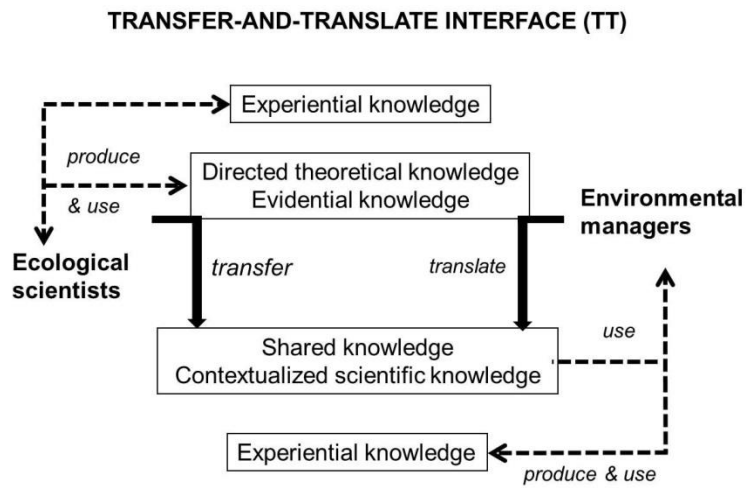 TRANSFER-AND-TRANSLATE INTERFACE (TT)
Experiential knowledge
produce
& use
Directed theoretical knowledge
Evidential knowledge
Environmental
managers
Ecological
scientists
transfer
translate
Shared knowledge
Contextualized scientific knowledge
use
Experiential knowledge
produce & use